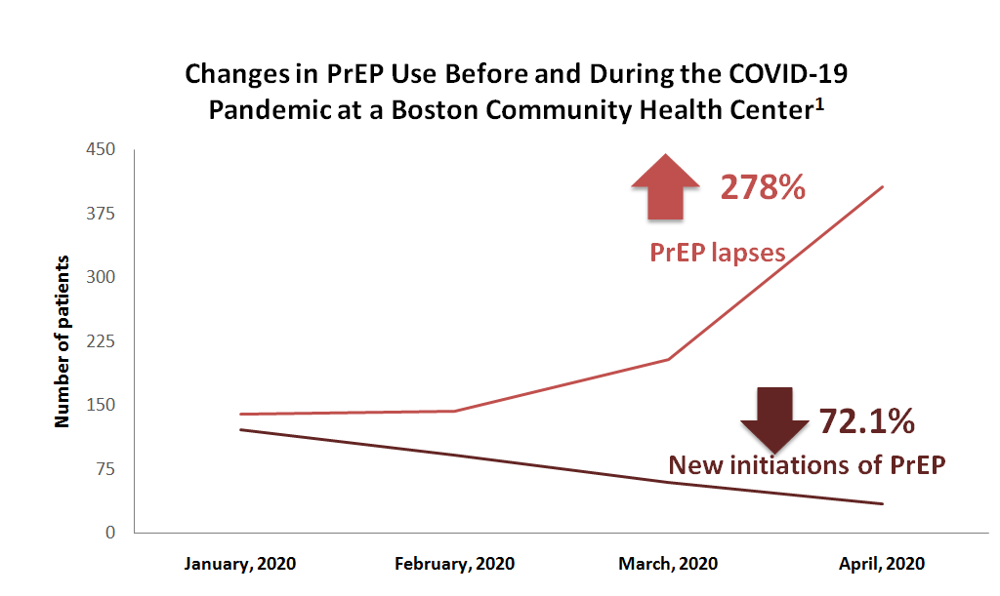 Changes in PrEP Use Before and During the COVID-19
Pandemic at a Boston Community Health Center¹
Number of patients
450
375
300
225
150
75
0
278%
PrEP lapses
72.1%
New initiations of PrEP
January, 2020
February, 2020
March, 2020
April, 2020